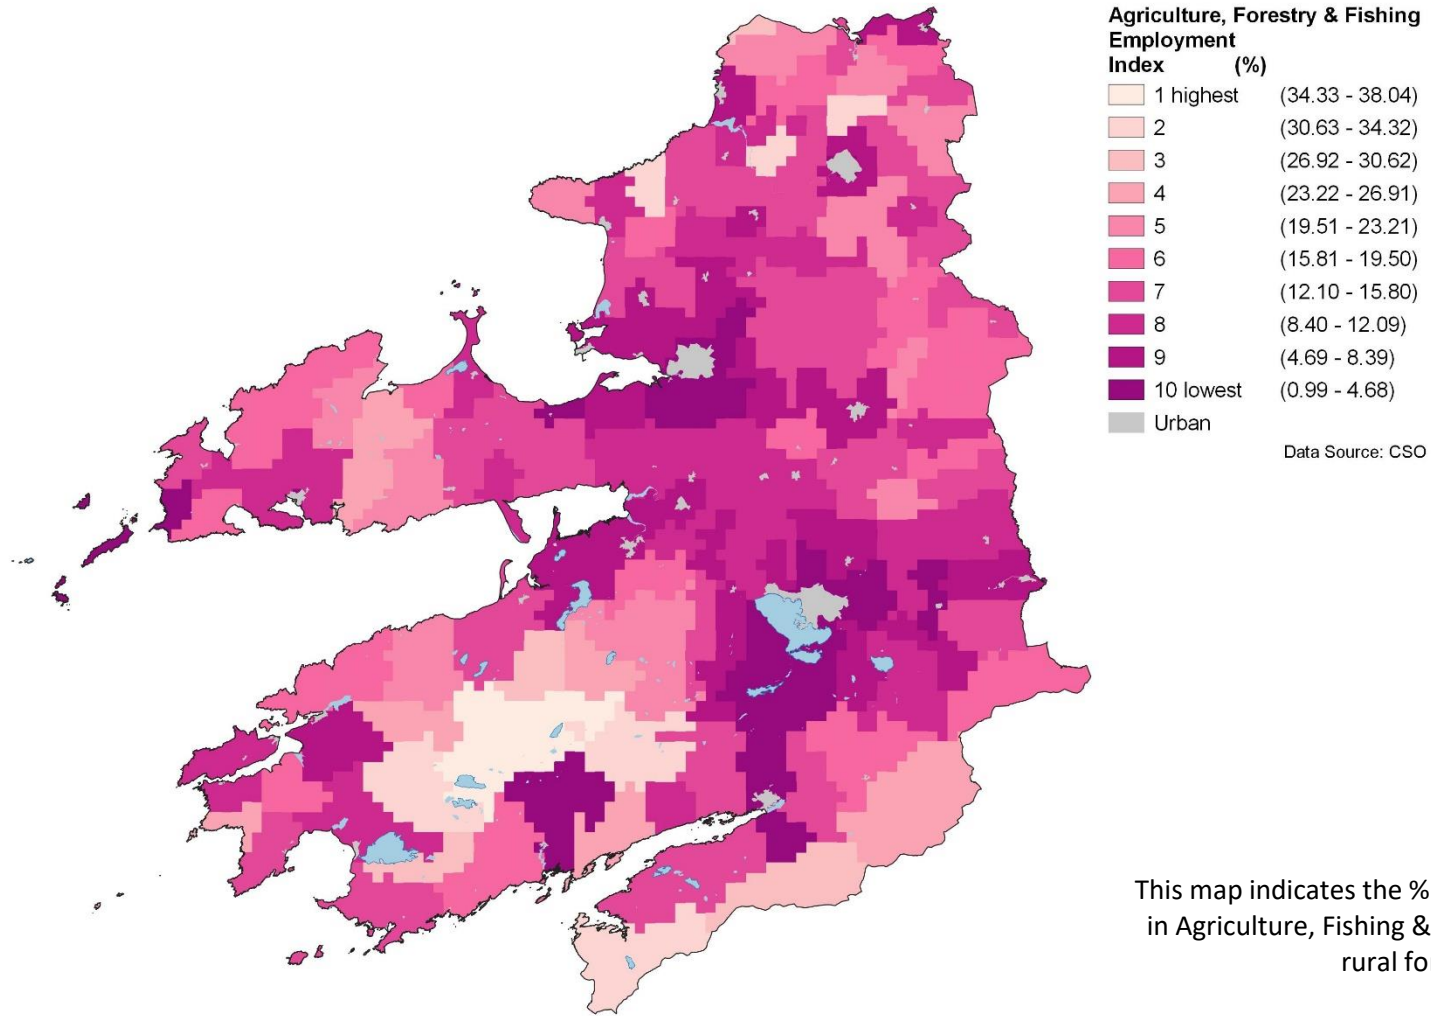 Agriculture, Forestry & Fishing
Employment
Index (%)
1 highest (34.33 - 38.04)
2 (30.63 - 34.32)
3 (26.92 - 30.62)
4 (23.22 - 26.91)
5 (19.51 - 23.21)
6 (15.81 - 19.50)
7 (12.10 - 15.80)
8 (8.40 - 12.09)
9 (4.69 - 8.39)
10 lowest (0.99 - 4.68)
Urban
Data Source: CSO
This map indicates the %
in Agriculture, Fishing &
rural fo